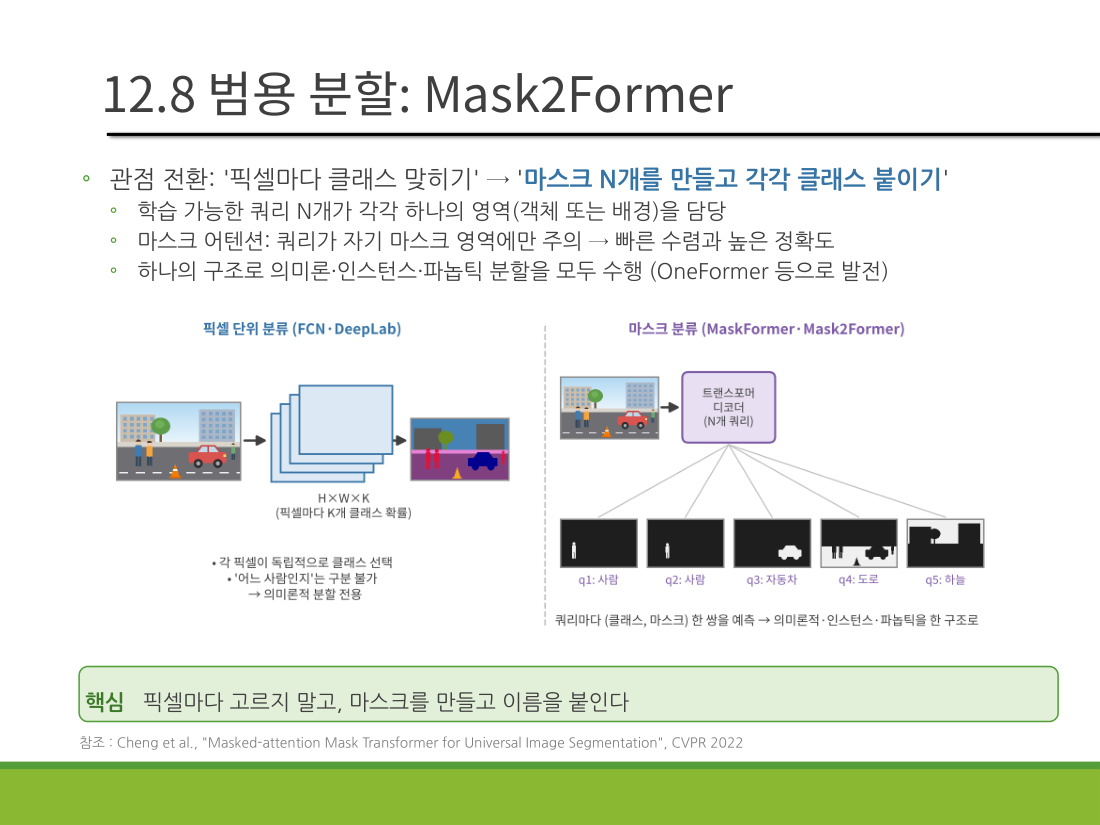 12.8 범용 분할: Mask2Former
◦ 관점 전환: '픽셀마다 클래스 맞히기' → '마스크 N개를 만들고 각각 클래스 붙이기'
◦ 학습 가능한 쿼리 N개가 각각 하나의 영역(객체 또는 배경)을 담당
◦ 마스크 어텐션: 쿼리가 자기 마스크 영역에만 주의 → 빠른 수렴과 높은 정확도
◦ 하나의 구조로 의미론·인스턴스·파놉틱 분할을 모두 수행 (OneFormer 등으로 발전)
픽셀 단위 분류 (FCN·DeepLab)
H×W×K
(픽셀마다 K개 클래스 확률)
• 각 픽셀이 독립적으로 클래스 선택
• '어느 사람인지'는 구분 불가
→ 의미론적 분할 전용
마스크 분류 (MaskFormer·Mask2Former)
트랜스포머
디코더
(N개 쿼리)
q1: 사람
q2: 사람
q3: 자동차
q4: 도로
q5: 하늘
쿼리마다 (클래스, 마스크) 한 쌍을 예측 → 의미론적·인스턴스·파놉틱을 한 구조로
핵심 픽셀마다 고르지 말고, 마스크를 만들고 이름을 붙인다
참조 : Cheng et al., "Masked-attention Mask Transformer for Universal Image Segmentation", CVPR 2022